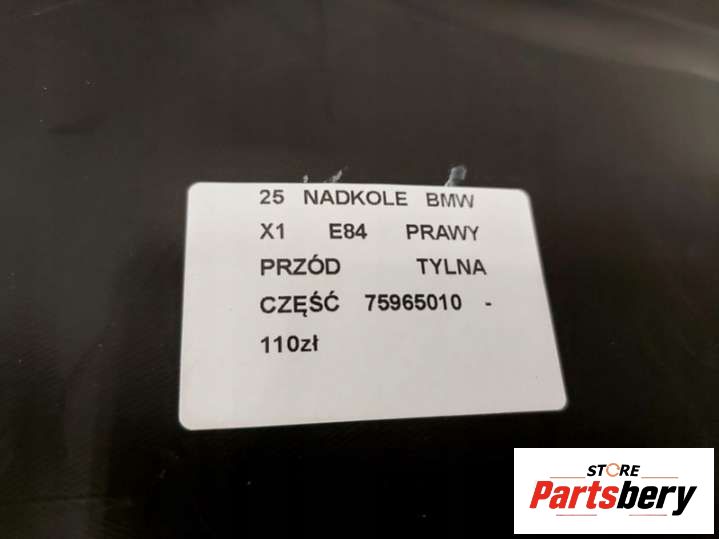 25 NADKOLE BMW
X1 E84 PRAWY
PRZÓD TYLNA
CZĘŚĆ 75965010 -
110zł
STORE
Partsbery